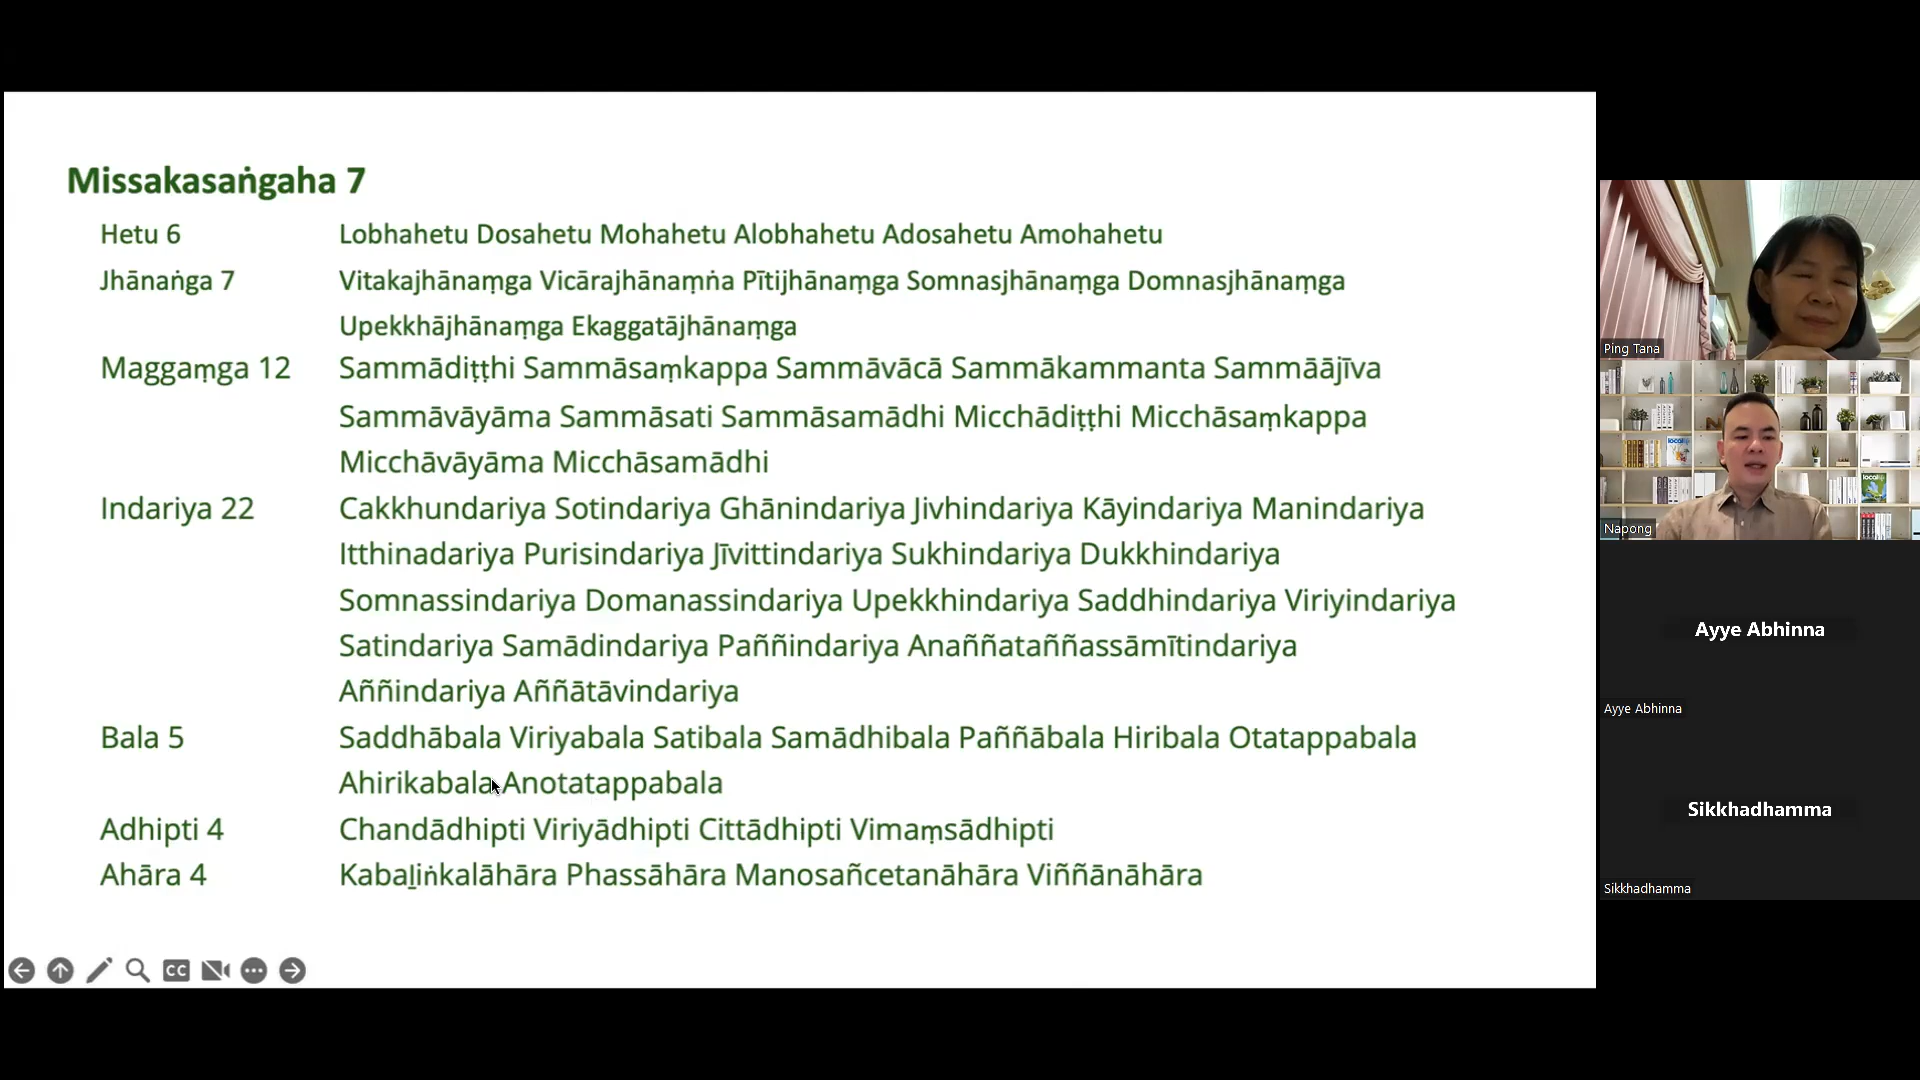 Missakasaṅgaha 7
Hetu 6 Lobhahetu Dosahetu Mohahetu Alobhahetu Adosahetu Amohahetu
Jhānaṅga 7 Vitakajhānaṃga Vicārajhānaṃṅa Pītijhānaṃga Somnasjhānaṃga Domnasjhānaṃga
Upekkhājhānaṃga Ekaggatājhānaṃga
Maggaṃga 12 Sammādiṭṭhi Sammāsaṃkappa Sammāvācā Sammākammanta Sammāājīva
Sammāvāyāma Sammāsati Sammāsamādhi Micchādiṭṭhi Micchāsaṃkappa
Micchāvāyāma Micchāsamādhi
Indariya 22 Cakkhundariya Sotindariya Ghānindariya Jivhindariya Kāyindariya Manindariya
Itthinadariya Purisindariya Jīvittindariya Sukhindariya Dukkhindariya
Somnassindariya Domanassindariya Upekkhindariya Saddhindariya Viriyindariya
Satindariya Samādindariya Paññindariya Anaññataññassāmītindariya
Aññindariya Aññātāvindariya
Bala 5 Saddhābala Viriyabala Satibala Samādhibala Paññābala Hiribala Otatappabala
Ahirikabala Anotatappabala
Adhipti 4 Chandādhipti Viriyādhipti Cittādhipti Vimaṃsādhipti
Ahāra 4 Kabaḻiṅkalāhāra Phassāhāra Manosañcetanāhāra Viññānāhāra
CC
Ping Tana
local
local
Napong
Ayye Abhinna
Ayye Abhinna
Sikkhadhamma
Sikkhadhamma